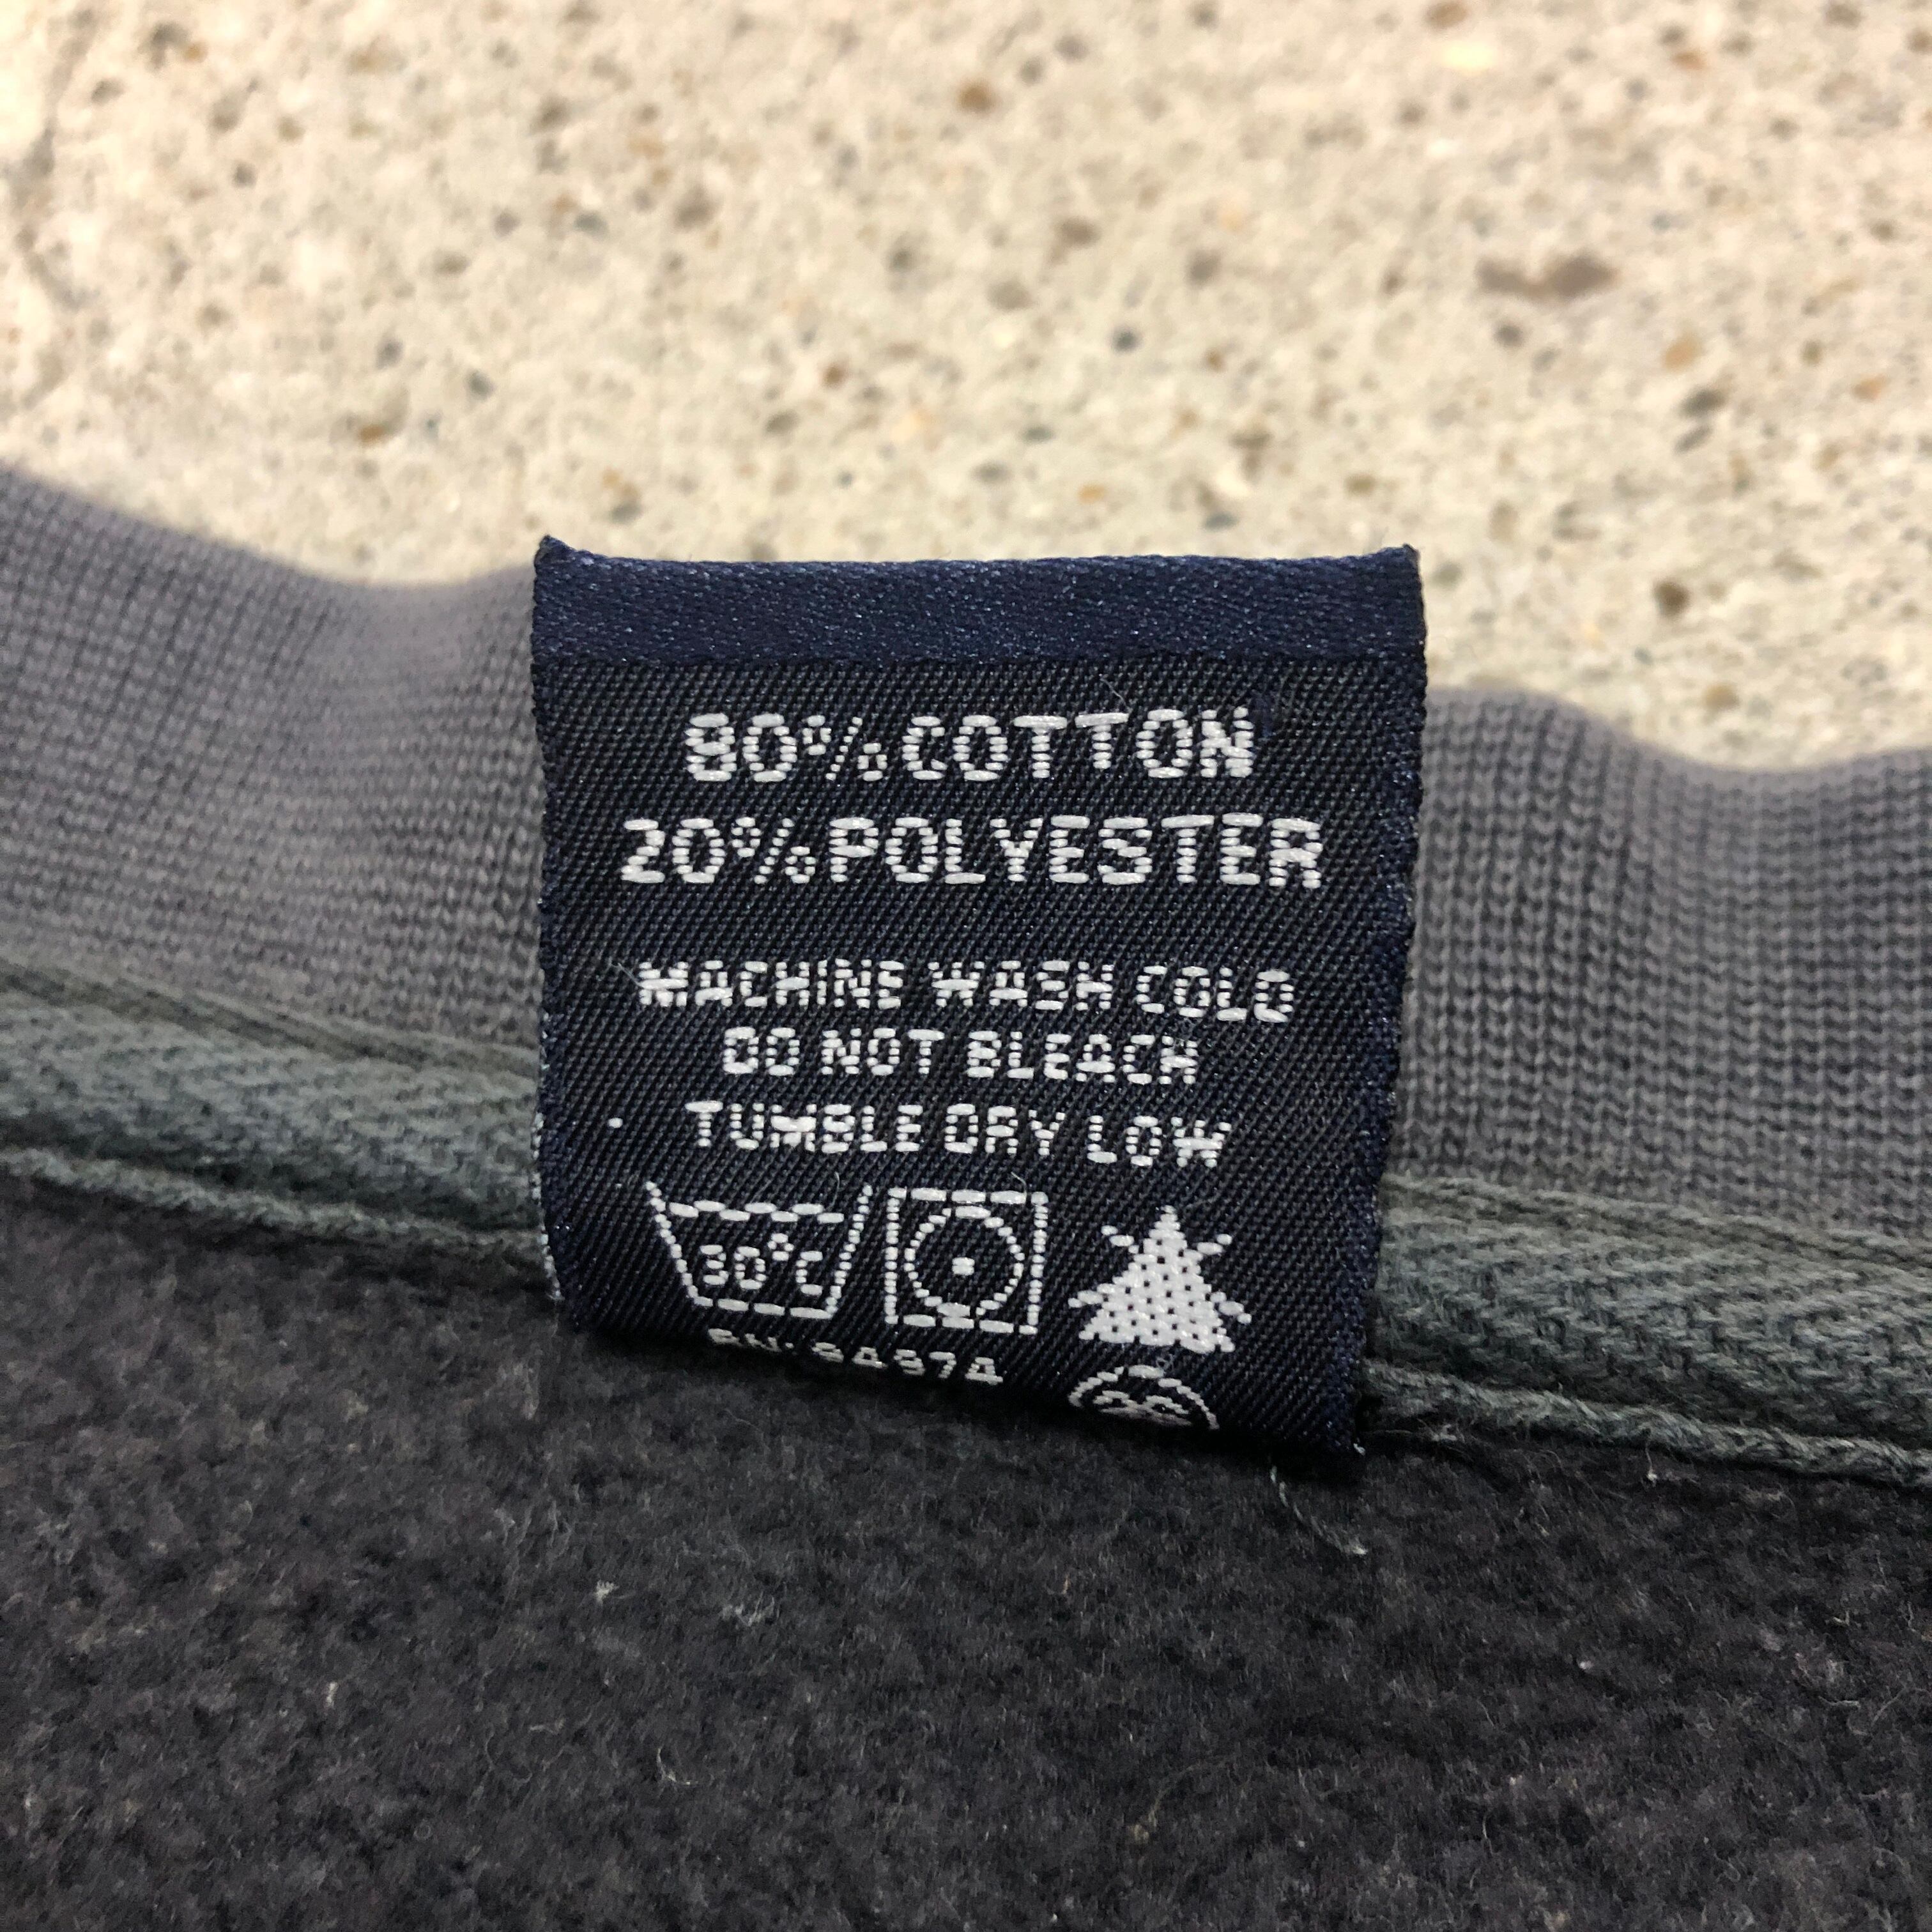 80% COTTON
20% POLYESTER
MACHINE WASH COLD
DO NOT BLEACH
TUMBLE DRY LOW
30°C